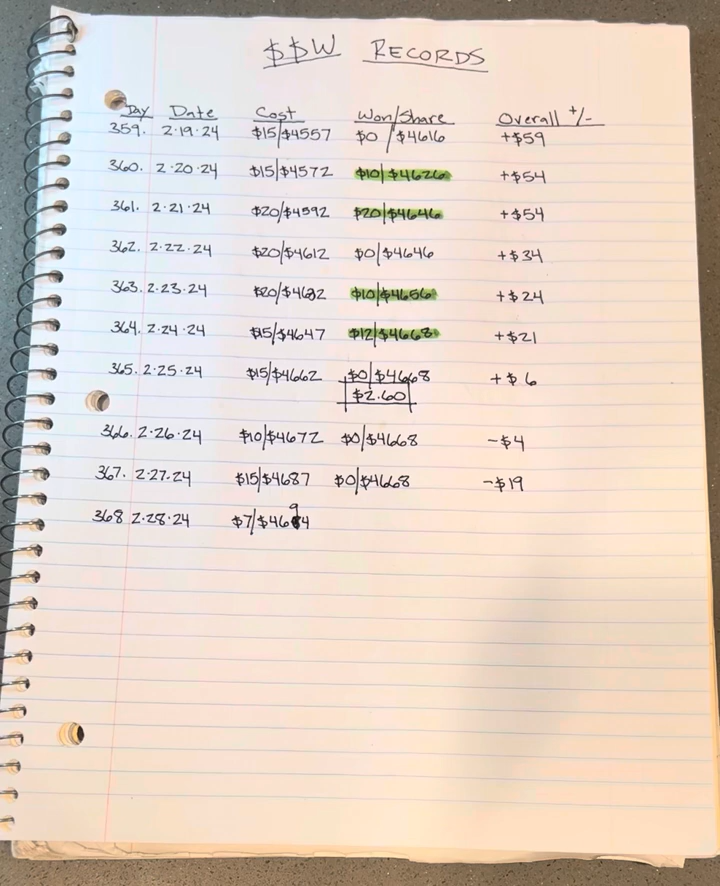 $$W RECORDS
Day Date Cost Won/Share Overall +/-
359. 2.19.24 $15/$4557 $0/$4616 +$59
360. 2.20.24 $15/$4572 $10/$4626 +$54
361. 2.21.24 $20/$4592 $20/$4646 +$54
362. 2.22.24 $20/$4612 $0/$4646 +$34
363. 2.23.24 $20/$4632 $10/$4656 +$24
364. 2.24.24 $15/$4647 $12/$4668 +$21
365. 2.25.24 $15/$4662 $0/$4668 +$6
$2.60
366. 2.26.24 $10/$4672 $0/$4668 -$4
367. 2.27.24 $15/$4687 $0/$4668 -$19
368 2.28.24 $7/$4694